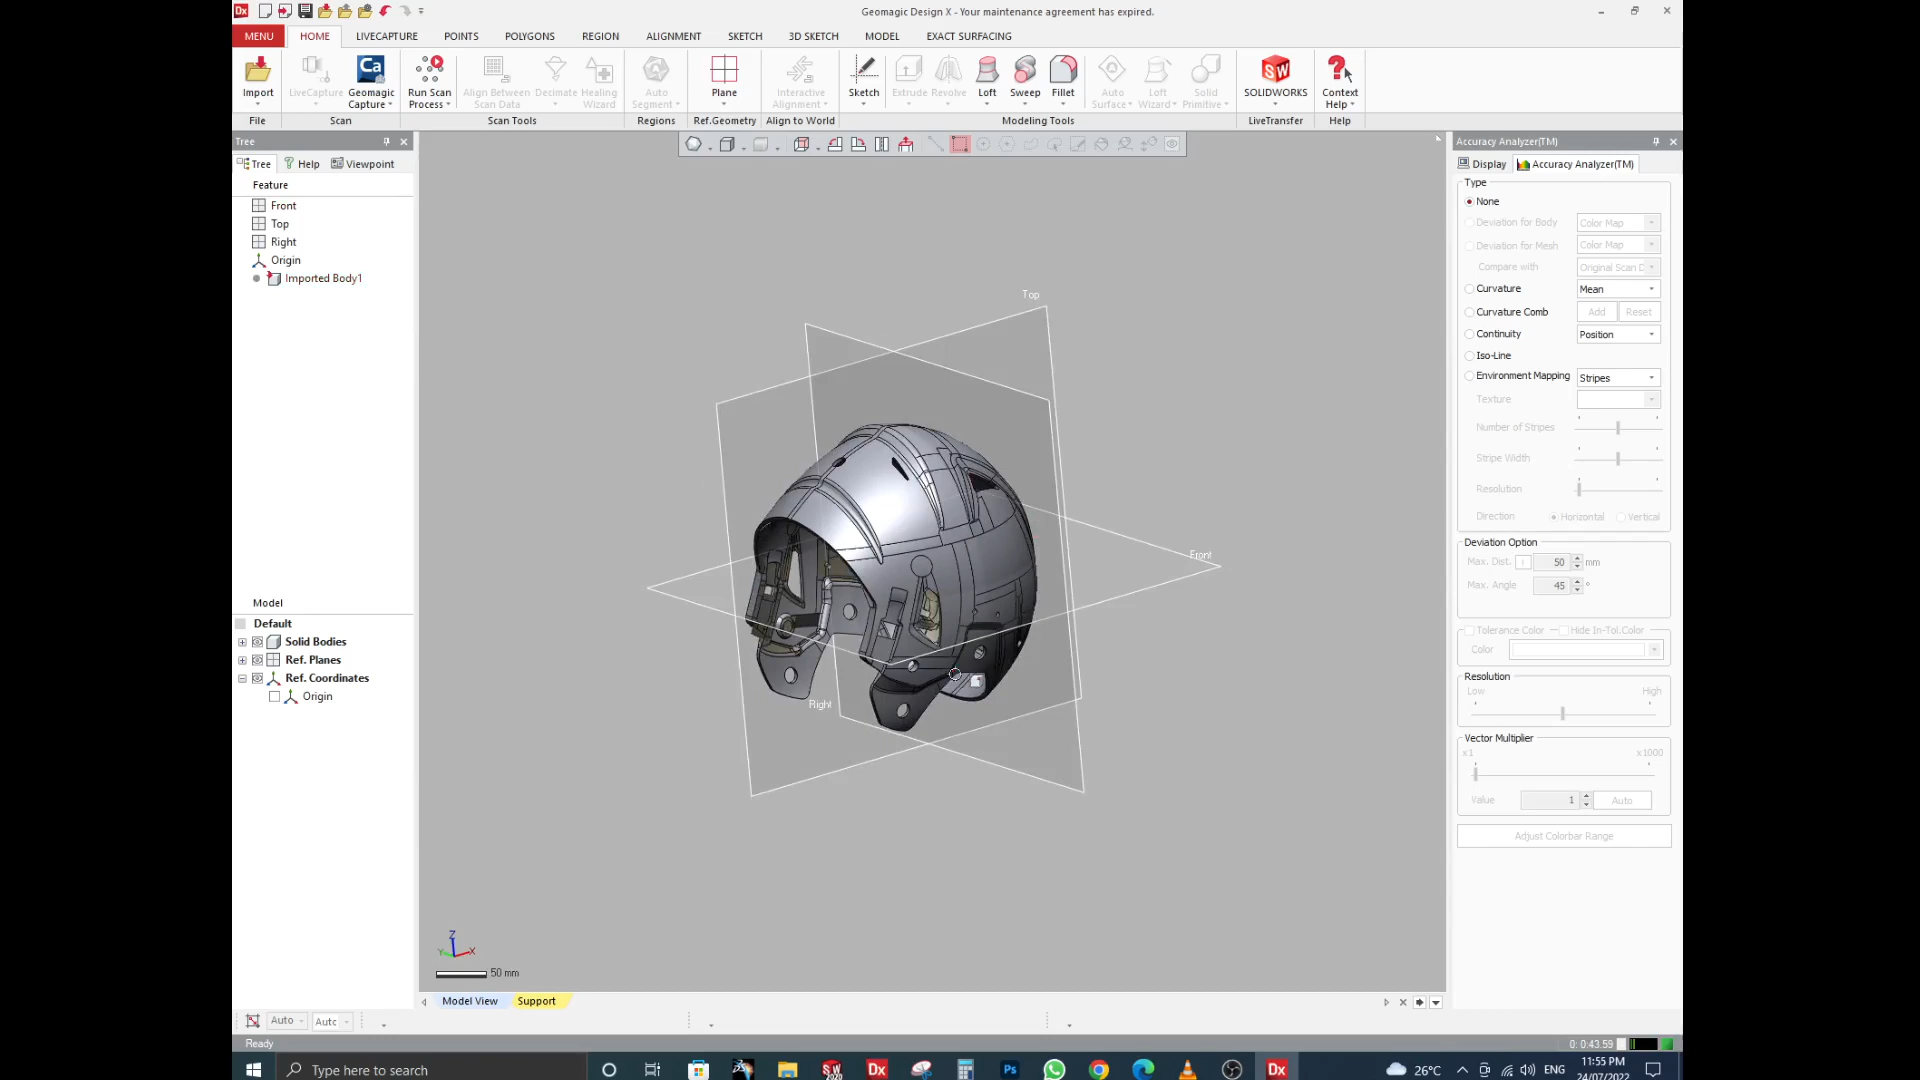 Geomagic Design X - Your maintenance agreement has expired.
MENU HOME LIVECAPTURE POINTS POLYGONS REGION ALIGNMENT SKETCH 3D SKETCH MODEL EXACT SURFACING
Import LiveCapture Geomagic Capture Run Scan Process Align Between Scan Data Decimate Healing Wizard Auto Segment Plane Interactive Alignment Sketch Extrude Revolve Loft Sweep Fillet Auto Surface Loft Wizard Solid Primitive SOLIDWORKS Context Help
File Scan Scan Tools Regions Ref.Geometry Align to World Modeling Tools LiveTransfer Help
Tree
Tree Help Viewpoint
Feature
Front
Top
Right
Origin
Imported Body1
Model
Default
Solid Bodies
Ref. Planes
Ref. Coordinates
Origin
Top
Front
Right
Z
Y X
50 mm
Model View Support
Accuracy Analyzer(TM)
Display Accuracy Analyzer(TM)
Type
None
Deviation for Body Color Map
Deviation for Mesh Color Map
Compare with Original Scan D
Curvature Mean
Curvature Comb Add Reset
Continuity Position
Iso-Line
Environment Mapping Stripes
Texture
Number of Stripes
Stripe Width
Resolution
Direction Horizontal Vertical
Deviation Option
Max. Dist. 50 mm
Max. Angle 45 °
Tolerance Color Hide In-Tol.Color
Color
Resolution
Low High
Vector Multiplier
x1 x1000
Value 1 Auto
Adjust Colorbar Range
Auto Auto
Ready 0: 0:43.59
Type here to search
26°C ENG 11:55 PM
24/07/2022